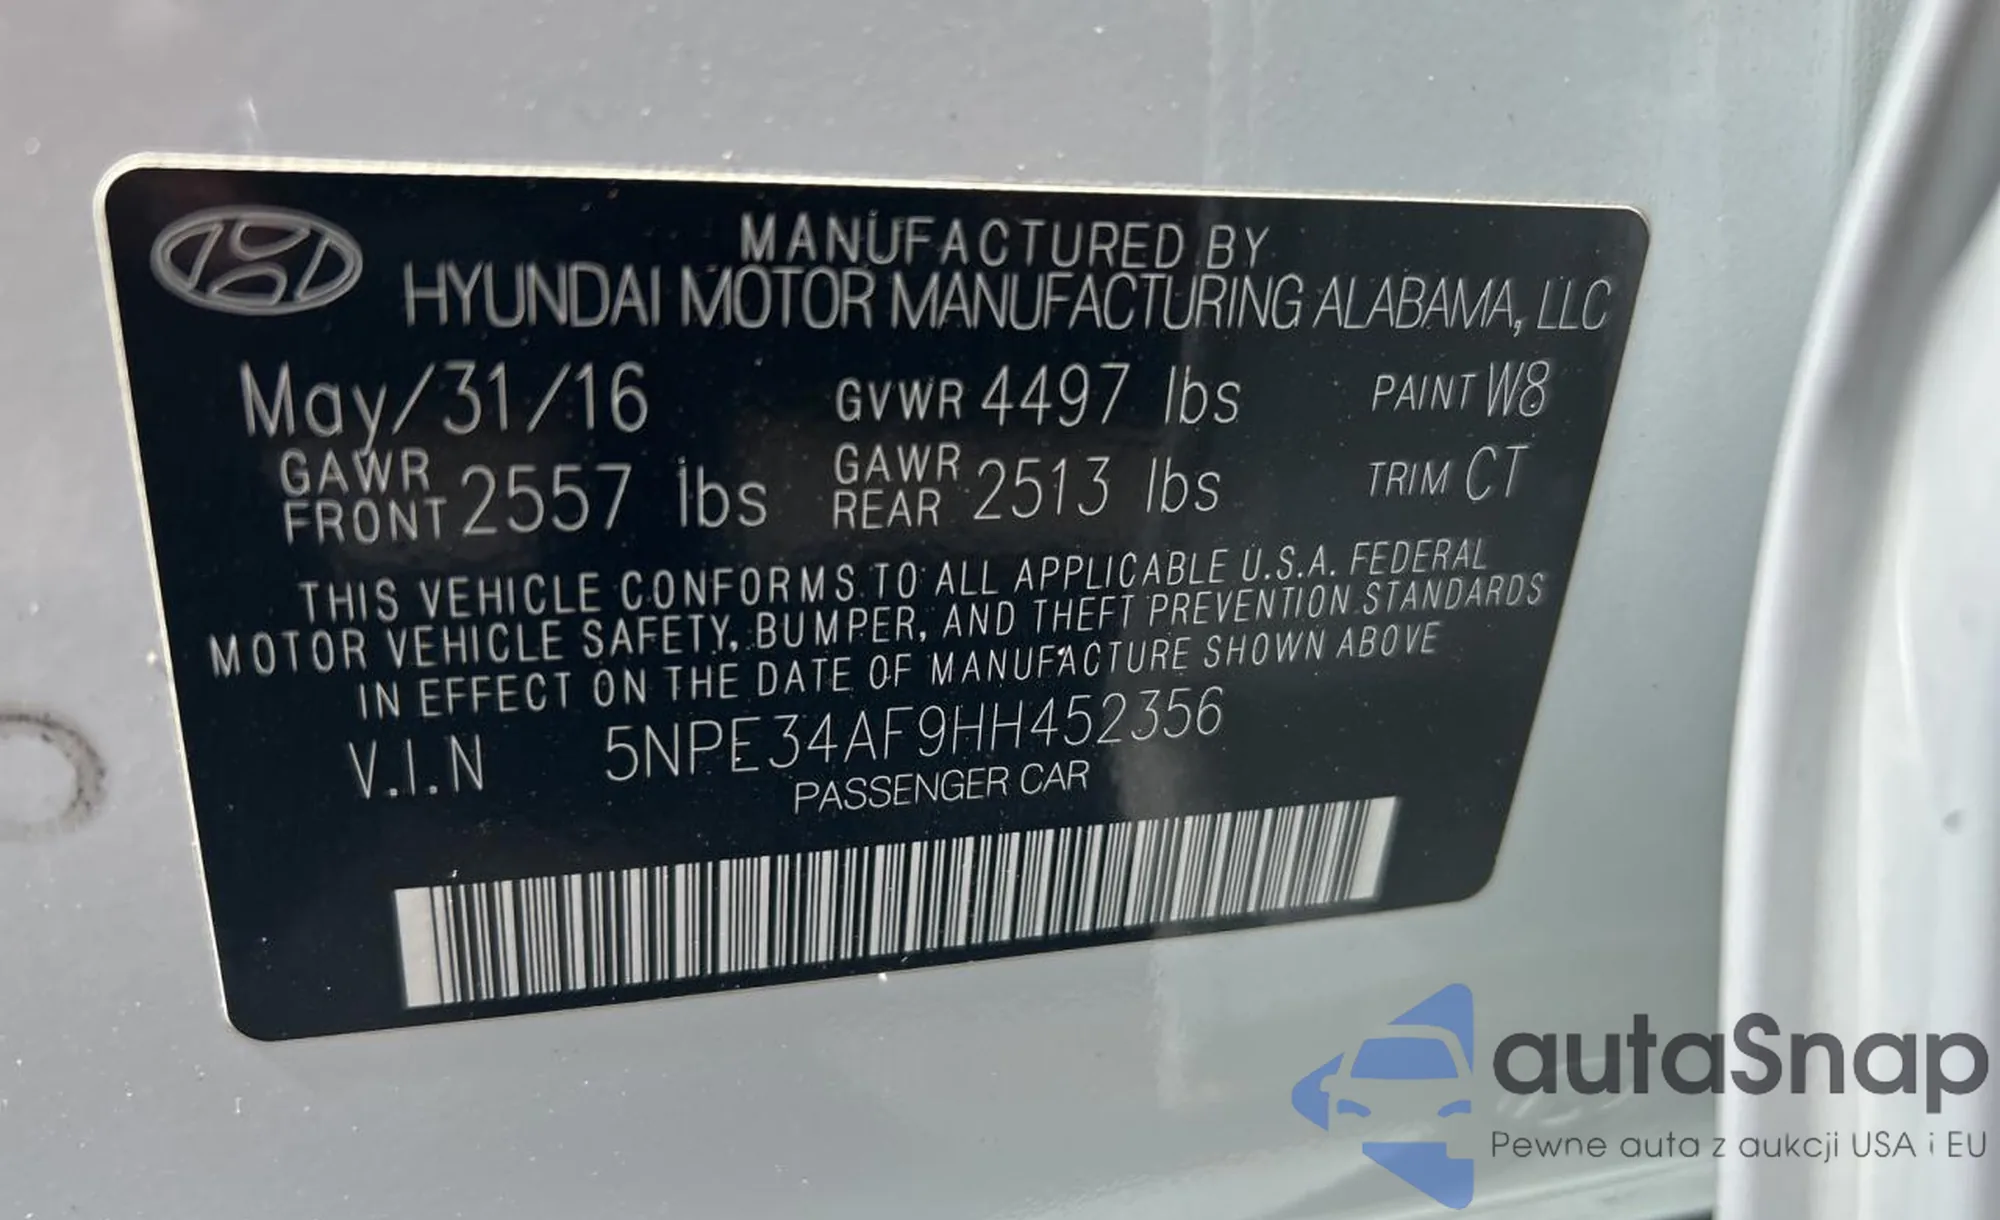 MANUFACTURED BY
HYUNDAI MOTOR MANUFACTURING ALABAMA, LLC
May/31/16 GVWR 4497 lbs PAINT W8
GAWR FRONT 2557 lbs GAWR REAR 2513 lbs TRIM CT
THIS VEHICLE CONFORMS TO ALL APPLICABLE U.S.A. FEDERAL
MOTOR VEHICLE SAFETY, BUMPER, AND THEFT PREVENTION STANDARDS
IN EFFECT ON THE DATE OF MANUFACTURE SHOWN ABOVE
V.I.N 5NPE34AF9HH452356
PASSENGER CAR
autaSnap
Pewne auta z aukcji USA i EU